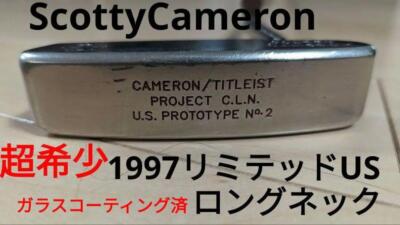 ScottyCameron
CAMERON/TITLEIST
PROJECT C.L.N.
U.S. PROTOTYPE No. 2
超希少1997リミテッドUS
ガラスコーティング済 ロングネック